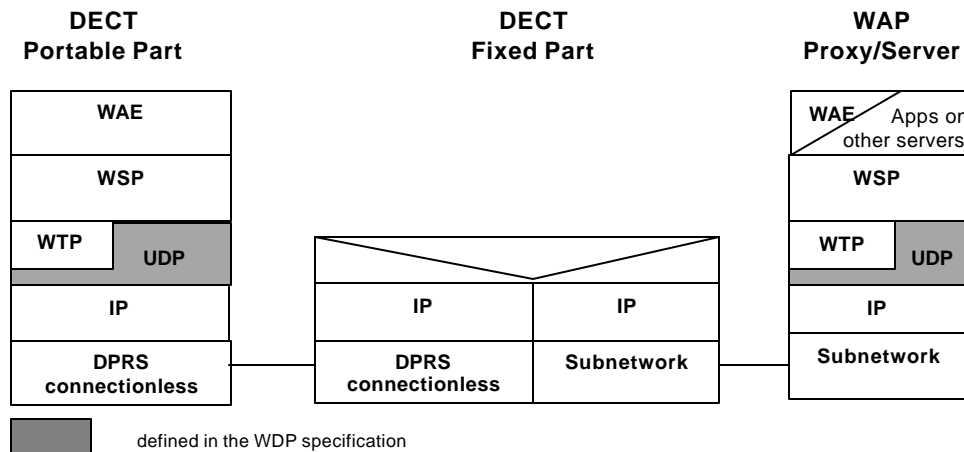 DECT
Portable Part
DECT
Fixed Part
WAP
Proxy/Server
WAE
WSP
WTP
UDP
IP
DPRS
connectionless
IP
IP
DPRS
connectionless
Subnetwork
WAE
Apps on
other servers
WSP
WTP
UDP
IP
Subnetwork
defined in the WDP specification